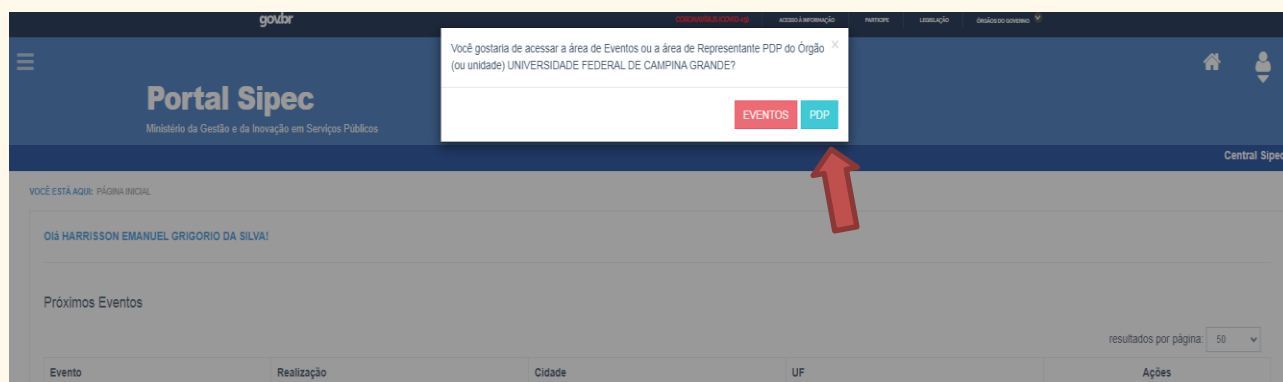 gov.br
CORONAVÍRUS (COVID-19) ACESSO À INFORMAÇÃO PARTICIPE LEGISLAÇÃO ÓRGÃOS DO GOVERNO
Você gostaria de acessar a área de Eventos ou a área de Representante PDP do Órgão X
(ou unidade) UNIVERSIDADE FEDERAL DE CAMPINA GRANDE?
EVENTOS PDP
Portal Sipec
Ministério da Gestão e da Inovação em Serviços Públicos
Central Sipec
VOCÊ ESTÁ AQUI: PÁGINA INICIAL
Olá HARRISSON EMANUEL GRIGORIO DA SILVA!
Próximos Eventos
resultados por página: 50
Evento Realização Cidade UF Ações